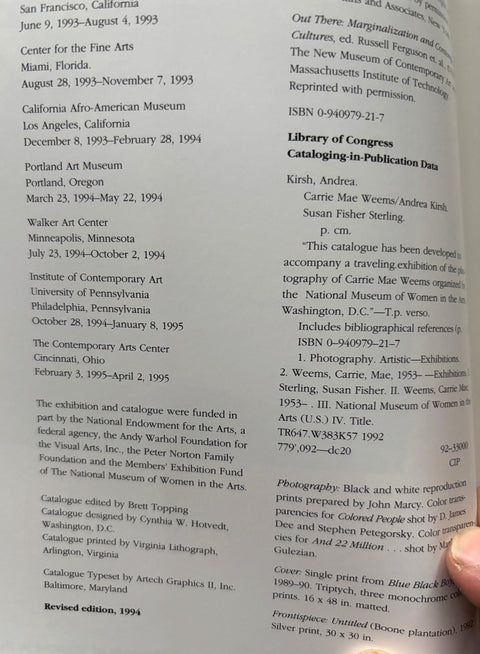 San Francisco, California
June 9, 1993–August 4, 1993
Center for the Fine Arts
Miami, Florida.
August 28, 1993–November 7, 1993
California Afro-American Museum
Los Angeles, California
December 8, 1993–February 28, 1994
Portland Art Museum
Portland, Oregon
March 23, 1994–May 22, 1994
Walker Art Center
Minneapolis, Minnesota
July 23, 1994–October 2, 1994
Institute of Contemporary Art
University of Pennsylvania
Philadelphia, Pennsylvania
October 28, 1994–January 8, 1995
The Contemporary Arts Center
Cincinnati, Ohio
February 3, 1995–April 2, 1995
The exhibition and catalogue were funded in
part by the National Endowment for the Arts, a
federal agency, the Andy Warhol Foundation for
the Visual Arts, Inc., the Peter Norton Family
Foundation and the Members' Exhibition Fund
of The National Museum of Women in the Arts.
Catalogue edited by Brett Topping
Catalogue designed by Cynthia W. Hotvedt,
Washington, D.C.
Catalogue printed by Virginia Lithograph,
Arlington, Virginia
Catalogue Typeset by Artech Graphics II, Inc.
Baltimore, Maryland
Revised edition, 1994
and Associates, New
Out There: Marginalization and
Cultures, ed. Russell Ferguson et. al.
The New Museum of Contemporary
Massachusetts Institute of Technology
Reprinted with permission.
ISBN 0-940979-21-7
Library of Congress
Cataloging-in-Publication Data
Kirsh, Andrea.
Carrie Mae Weems/Andrea Kirsh,
Susan Fisher Sterling.
p. cm.
"This catalogue has been developed
accompany a traveling exhibition of the
tography of Carrie Mae Weems organized
the National Museum of Women in the Arts
Washington, D.C."—T.p. verso.
Includes bibliographical references (p.
ISBN 0–940979–21–7
1. Photography. Artistic—Exhibitions.
2. Weems, Carrie, Mae, 1953– —Exhibitions.
Sterling, Susan Fisher. II. Weems, Carrie Mae,
1953– . III. National Museum of Women in the
Arts (U.S.) IV. Title.
TR647.W383K57 1992
779'.092—dc20 92–33000
CIP
Photography: Black and white reproduction
prints prepared by John Marcy. Color trans-
parencies for Colored People shot by D. James
Dee and Stephen Petegorsky. Color transparen-
cies for And 22 Million . . . shot by
Gulezian.
Cover: Single print from Blue Black
1989–90. Triptych, three monochrome
prints. 16 x 48 in. matted.
Frontispiece: Untitled (Boone plantation), 1992
Silver print, 30 x 30 in.